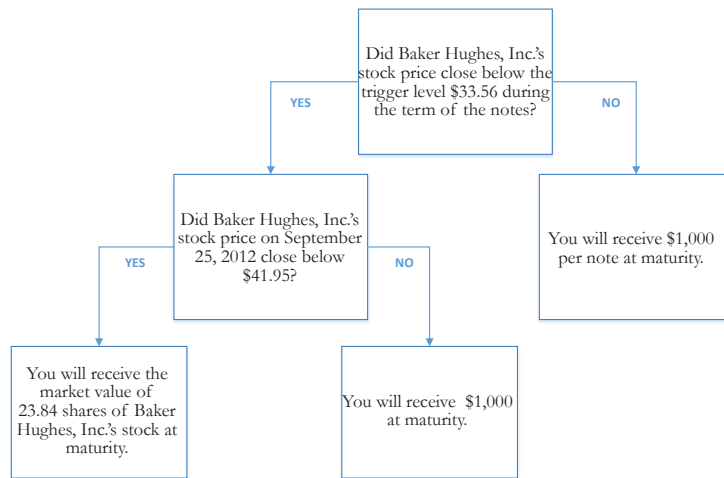 Did Baker Hughes, Inc.'s
stock price close below the
trigger level $33.56 during
the term of the notes?
YES
NO
Did Baker Hughes, Inc.'s
stock price on September
25, 2012 close below
$41.95?
You will receive $1,000
per note at maturity.
YES
NO
You will receive the
market value of
23.84 shares of Baker
Hughes, Inc.'s stock at
maturity.
You will receive $1,000
at maturity.